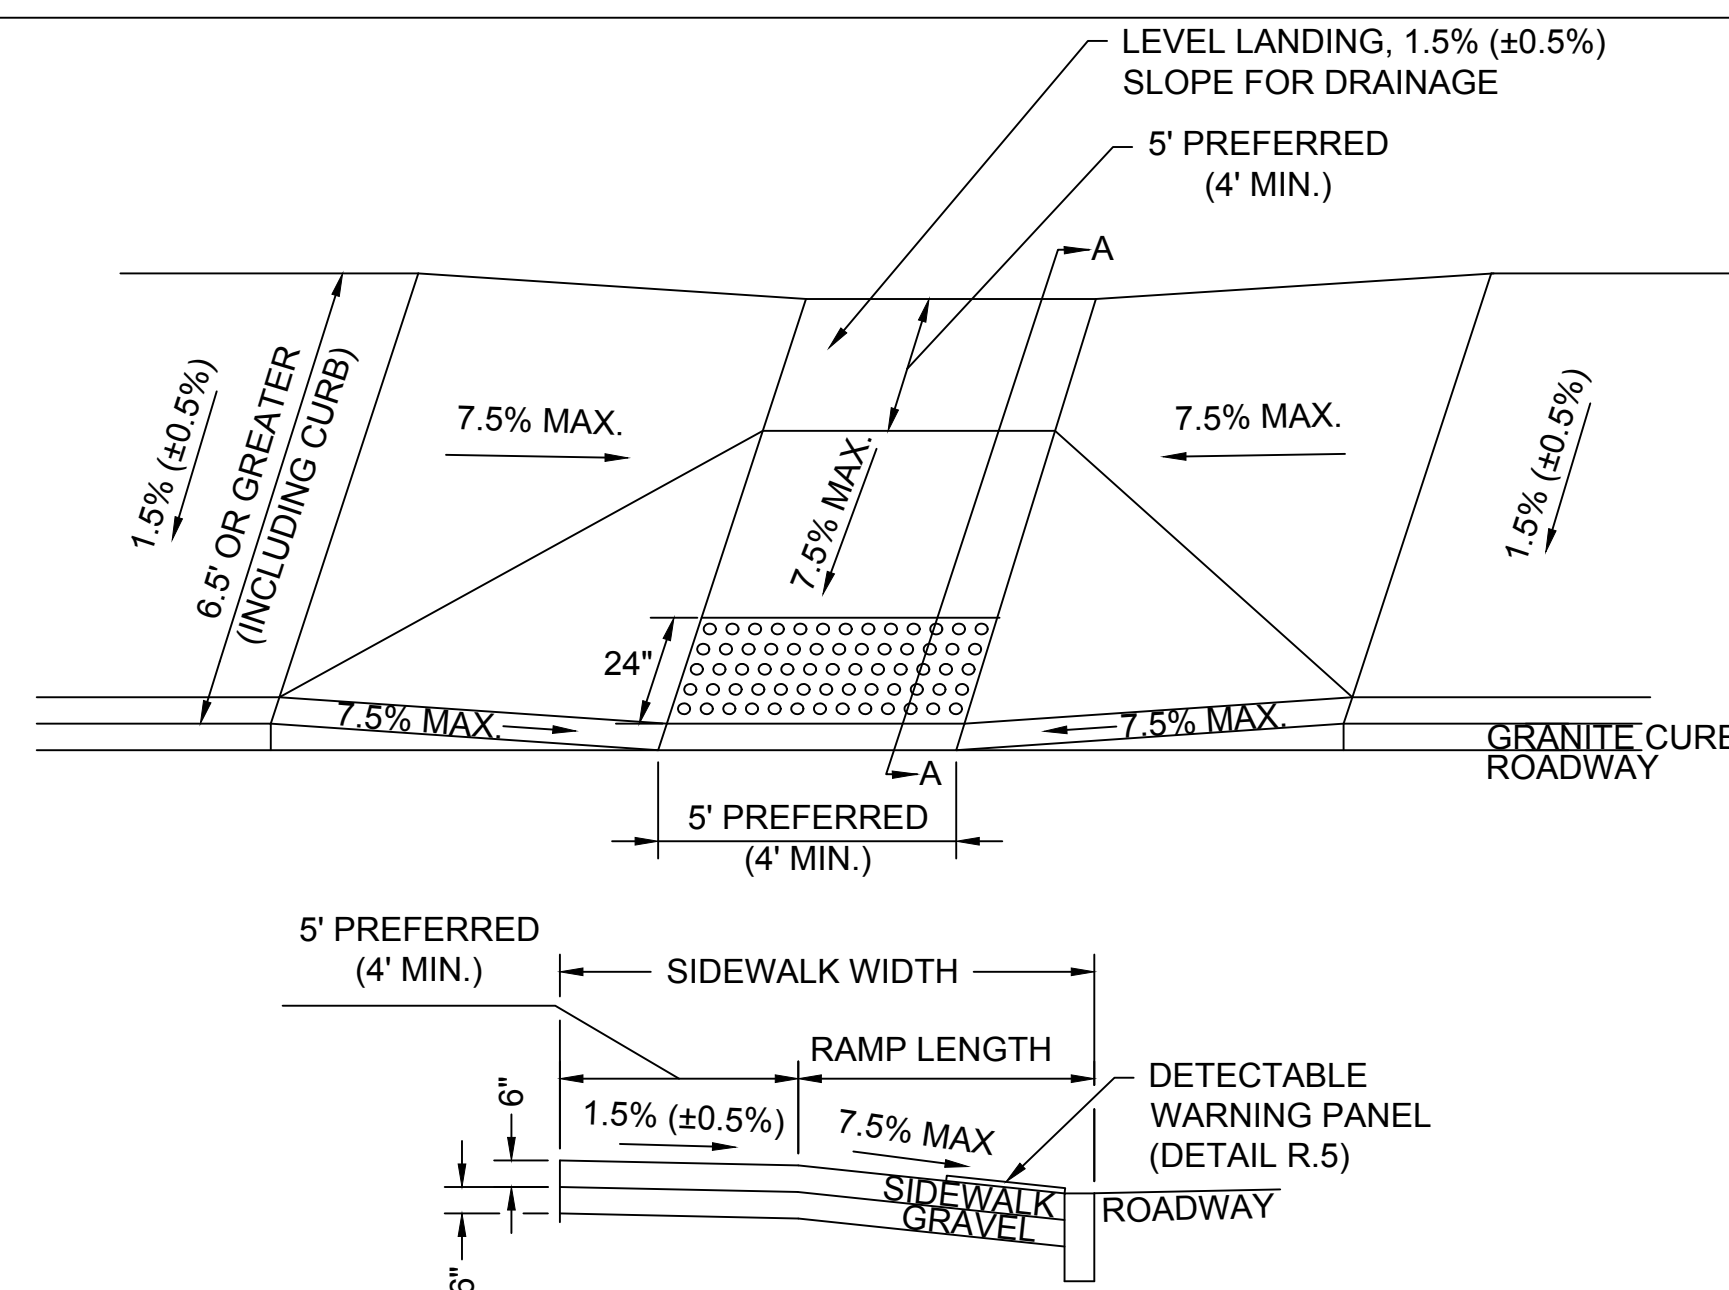 LEVEL LANDING, 1.5% (±0.5%)
SLOPE FOR DRAINAGE
5' PREFERRED
(4' MIN.)
A
1.5% (±0.5%)
6.5' OR GREATER
(INCLUDING CURB)
7.5% MAX.
7.5% MAX.
7.5% MAX.
1.5% (±0.5%)
24"
7.5% MAX.
7.5% MAX.
GRANITE CURB
ROADWAY
A
5' PREFERRED
(4' MIN.)
5' PREFERRED
(4' MIN.)
SIDEWALK WIDTH
RAMP LENGTH
6"
1.5% (±0.5%)
7.5% MAX
DETECTABLE
WARNING PANEL
(DETAIL R.5)
SIDEWALK
GRAVEL
ROADWAY
6"